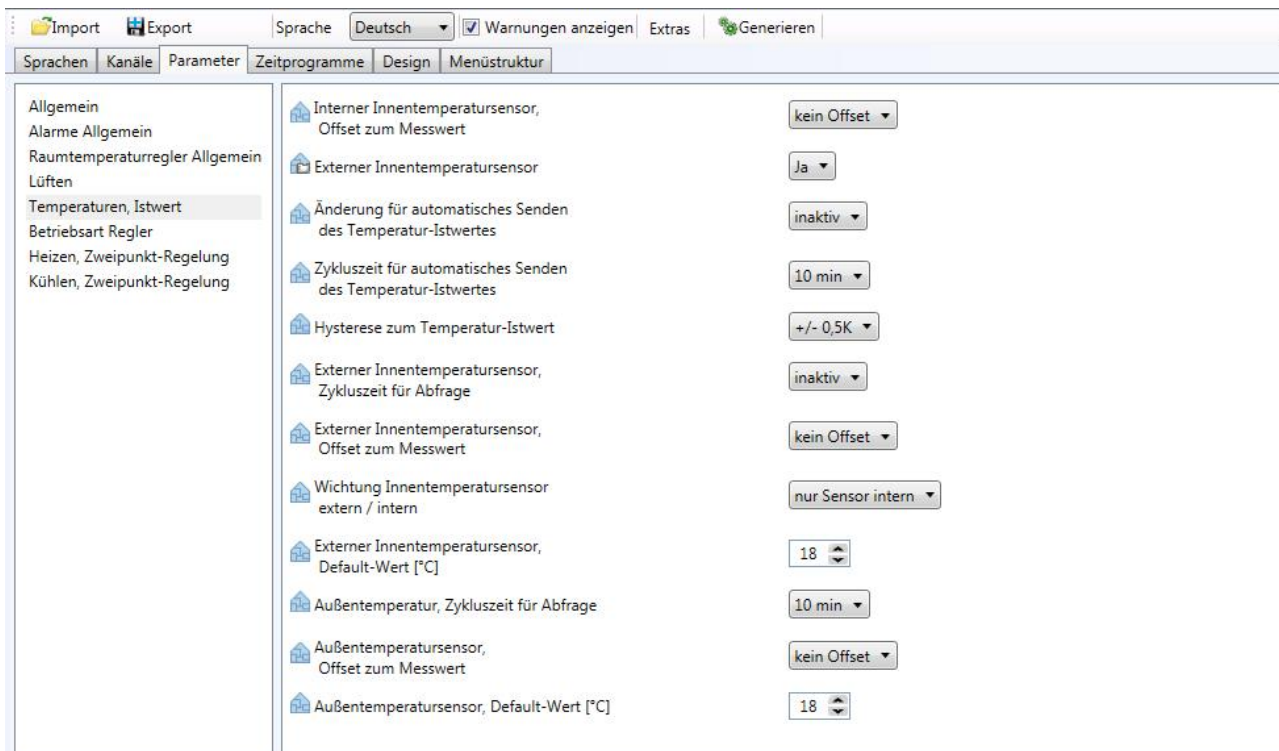 Import Export Sprache Deutsch Warnungen anzeigen Extras Generieren
Sprachen Kanäle Parameter Zeitprogramme Design Menüstruktur
Allgemein
Alarme Allgemein
Raumtemperaturregler Allgemein
Lüften
Temperaturen, Istwert
Betriebsart Regler
Heizen, Zweipunkt-Regelung
Kühlen, Zweipunkt-Regelung
Interner Innentemperatursensor,
Offset zum Messwert kein Offset
Externer Innentemperatursensor Ja
Änderung für automatisches Senden
des Temperatur-Istwertes inaktiv
Zykluszeit für automatisches Senden
des Temperatur-Istwertes 10 min
Hysterese zum Temperatur-Istwert +/- 0,5K
Externer Innentemperatursensor,
Zykluszeit für Abfrage inaktiv
Externer Innentemperatursensor,
Offset zum Messwert kein Offset
Wichtung Innentemperatursensor
extern / intern nur Sensor intern
Externer Innentemperatursensor,
Default-Wert [°C] 18
Außentemperatur, Zykluszeit für Abfrage 10 min
Außentemperatursensor,
Offset zum Messwert kein Offset
Außentemperatursensor, Default-Wert [°C] 18